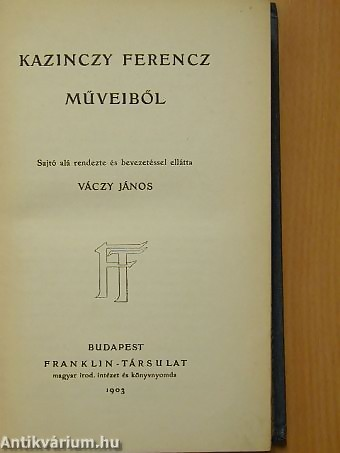 KAZINCZY FERENCZ
MŰVEIBŐL
Sajtó alá rendezte és bevezetéssel ellátta
VÁCZY JÁNOS
FT
BUDAPEST
FRANKLIN-TÁRSULAT
magyar irod. intézet és könyvnyomda
1903
Antikvárium.hu